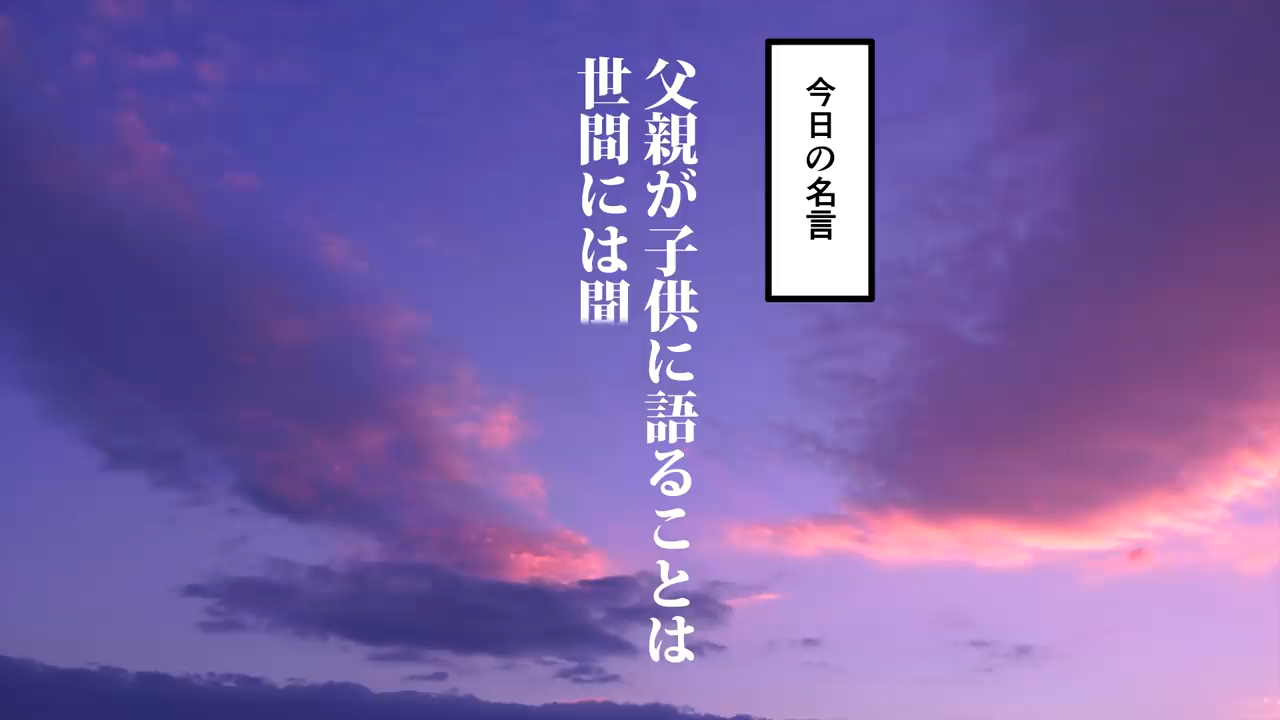 今日の名言
父親が子供に語ることは
世間には聞